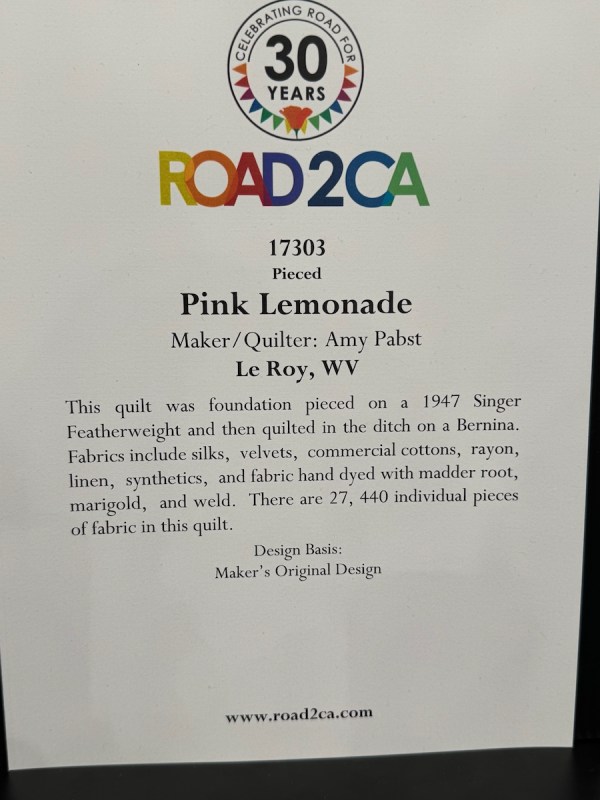 CELEBRATING ROAD FOR
30
YEARS
ROAD2CA
17303
Pieced
Pink Lemonade
Maker/Quilter: Amy Pabst
Le Roy, WV
This quilt was foundation pieced on a 1947 Singer
Featherweight and then quilted in the ditch on a Bernina.
Fabrics include silks, velvets, commercial cottons, rayon,
linen, synthetics, and fabric hand dyed with madder root,
marigold, and weld. There are 27, 440 individual pieces
of fabric in this quilt.
Design Basis:
Maker's Original Design
www.road2ca.com